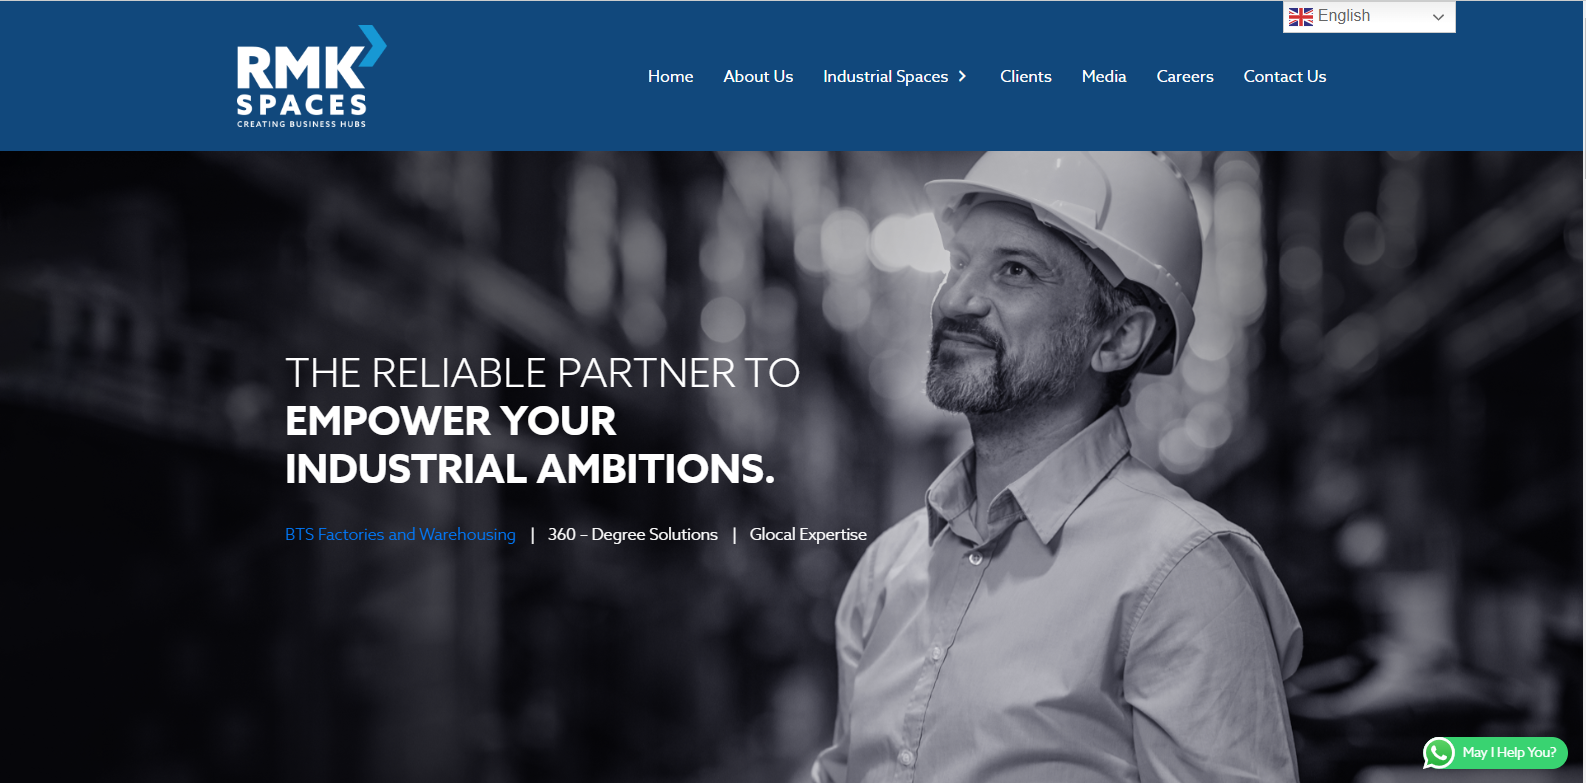 English
RMK
SPACES
CREATING BUSINESS HUBS
Home About Us Industrial Spaces Clients Media Careers Contact Us
THE RELIABLE PARTNER TO
EMPOWER YOUR
INDUSTRIAL AMBITIONS.
BTS Factories and Warehousing | 360 – Degree Solutions | Glocal Expertise
May I Help You?